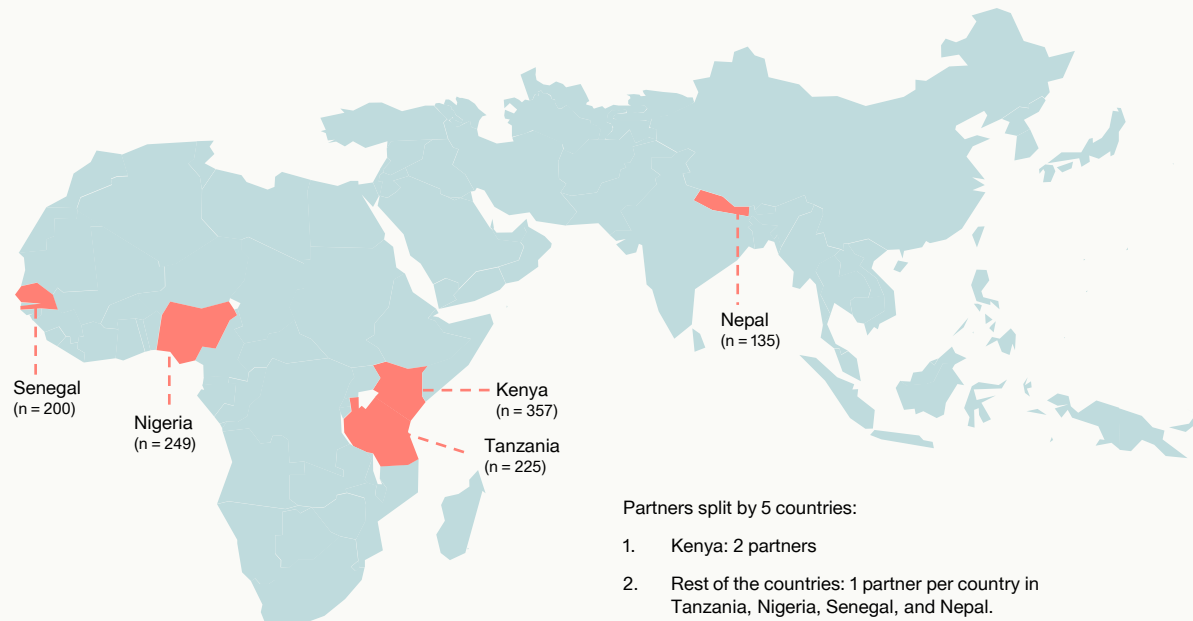 Nepal
(n = 135)
Senegal
(n = 200)
Nigeria
(n = 249)
Kenya
(n = 357)
Tanzania
(n = 225)
Partners split by 5 countries:
1. Kenya: 2 partners
2. Rest of the countries: 1 partner per country in
Tanzania, Nigeria, Senegal, and Nepal.